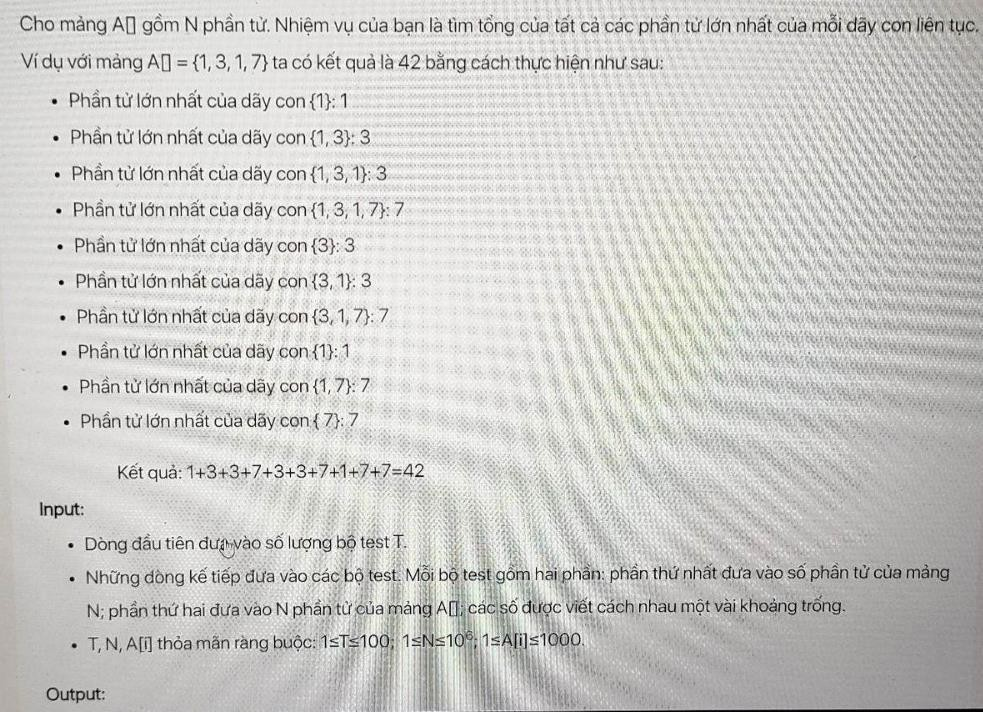 Cho mảng A[] gồm N phần tử. Nhiệm vụ của bạn là tìm tổng của tất cả các phần tử lớn nhất của mỗi dãy con liên tục.
Ví dụ với mảng A[] = {1, 3, 1, 7} ta có kết quả là 42 bằng cách thực hiện như sau:
• Phần tử lớn nhất của dãy con {1}: 1
• Phần tử lớn nhất của dãy con {1, 3}: 3
• Phần tử lớn nhất của dãy con {1, 3, 1}: 3
• Phần tử lớn nhất của dãy con {1, 3, 1, 7}: 7
• Phần tử lớn nhất của dãy con {3}: 3
• Phần tử lớn nhất của dãy con {3, 1}: 3
• Phần tử lớn nhất của dãy con {3, 1, 7}: 7
• Phần tử lớn nhất của dãy con {1}: 1
• Phần tử lớn nhất của dãy con {1, 7}: 7
• Phần tử lớn nhất của dãy con { 7}: 7
Kết quả: 1+3+3+7+3+3+7+1+7+7=42
Input:
• Dòng đầu tiên đưa vào số lượng bộ test T.
• Những dòng kế tiếp đưa vào các bộ test. Mỗi bộ test gồm hai phần: phần thứ nhất đưa vào số phần tử của mảng
N; phần thứ hai đưa vào N phần tử của mảng A[]; các số được viết cách nhau một vài khoảng trống.
• T, N, A[i] thỏa mãn ràng buộc: 1≤T≤100; 1≤N≤10⁶; 1≤A[i]≤1000.
Output: